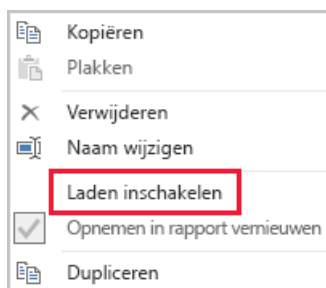 Kopiëren
Plakken
Verwijderen
Naam wijzigen
Laden inschakelen
Opnemen in rapport vernieuwen
Dupliceren